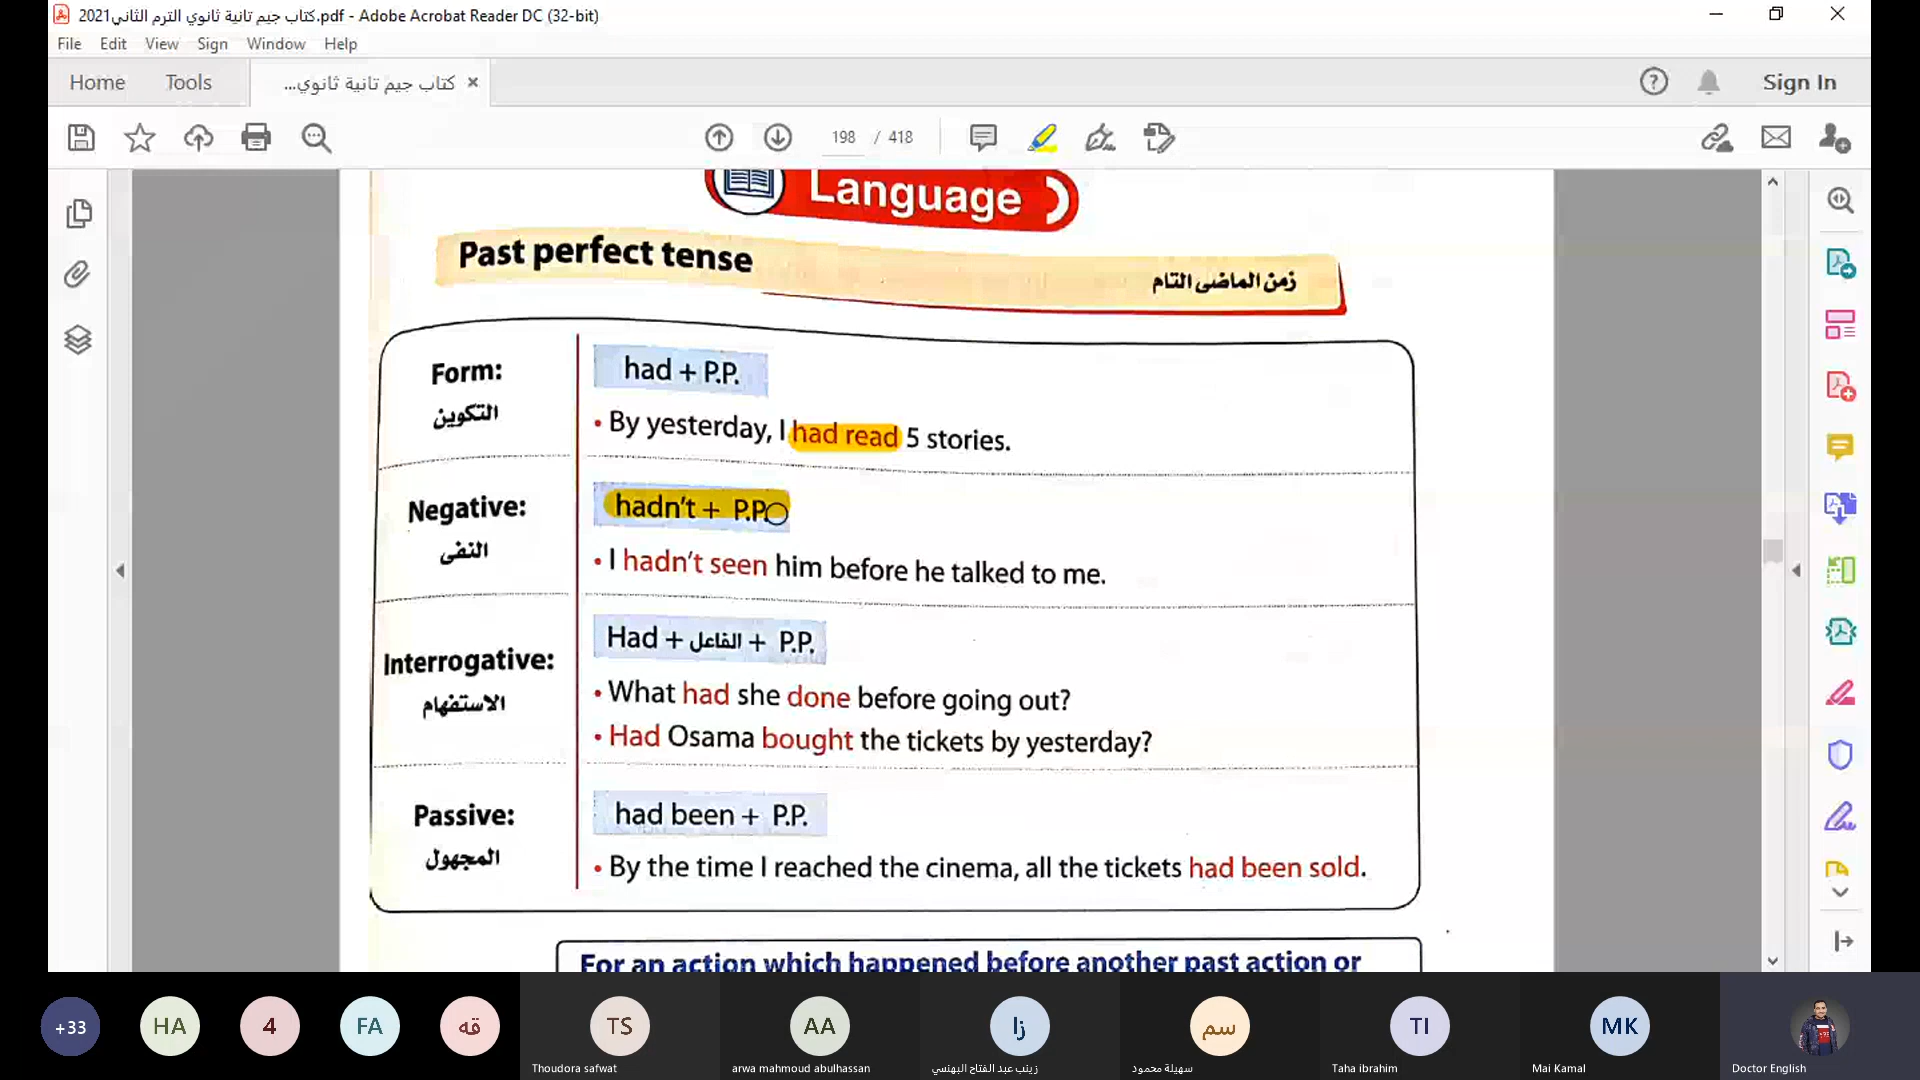 كتاب جيم تانية ثانوي الترم الثاني2021.pdf - Adobe Acrobat Reader DC (32-bit)
File Edit View Sign Window Help
Home Tools كتاب جيم تانية ثانوي... × Sign In
198 / 418
Language
Past perfect tense
زمن الماضى التام
Form:
التكوين
had + P.P.
• By yesterday, I had read 5 stories.
Negative:
النفى
hadn't + P.P
• I hadn't seen him before he talked to me.
Interrogative:
الاستفهام
Had + الفاعل + P.P.
• What had she done before going out?
• Had Osama bought the tickets by yesterday?
Passive:
المجهول
had been + P.P.
• By the time I reached the cinema, all the tickets had been sold.
For an action which happened before another past action or
+33 HA 4 FA قه TS AA زا سم TI MK
Thoudora safwat arwa mahmoud abulhassan زينب عبد الفتاح البهنسي سهيلة محمود Taha ibrahim Mai Kamal Doctor English